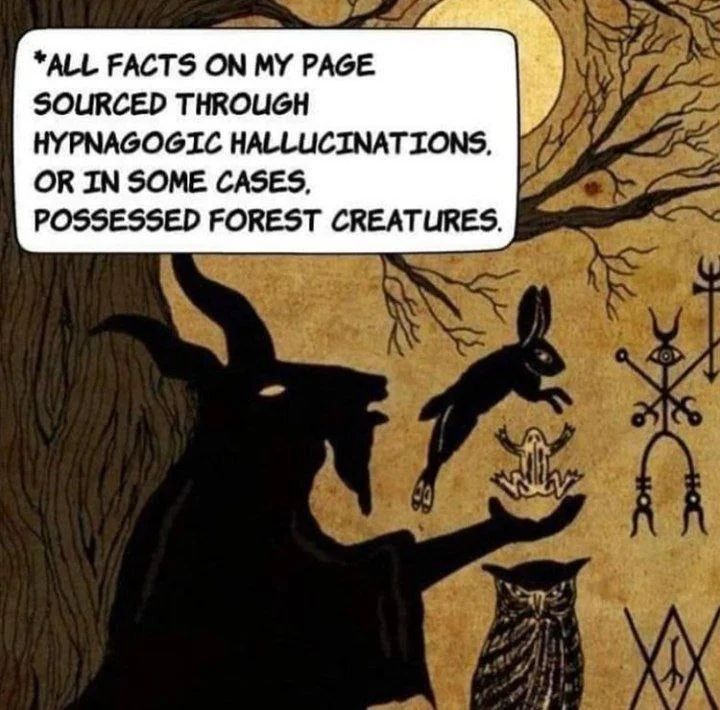 *ALL FACTS ON MY PAGE
SOURCED THROUGH
HYPNAGOGIC HALLUCINATIONS.
OR IN SOME CASES,
POSSESSED FOREST CREATURES.